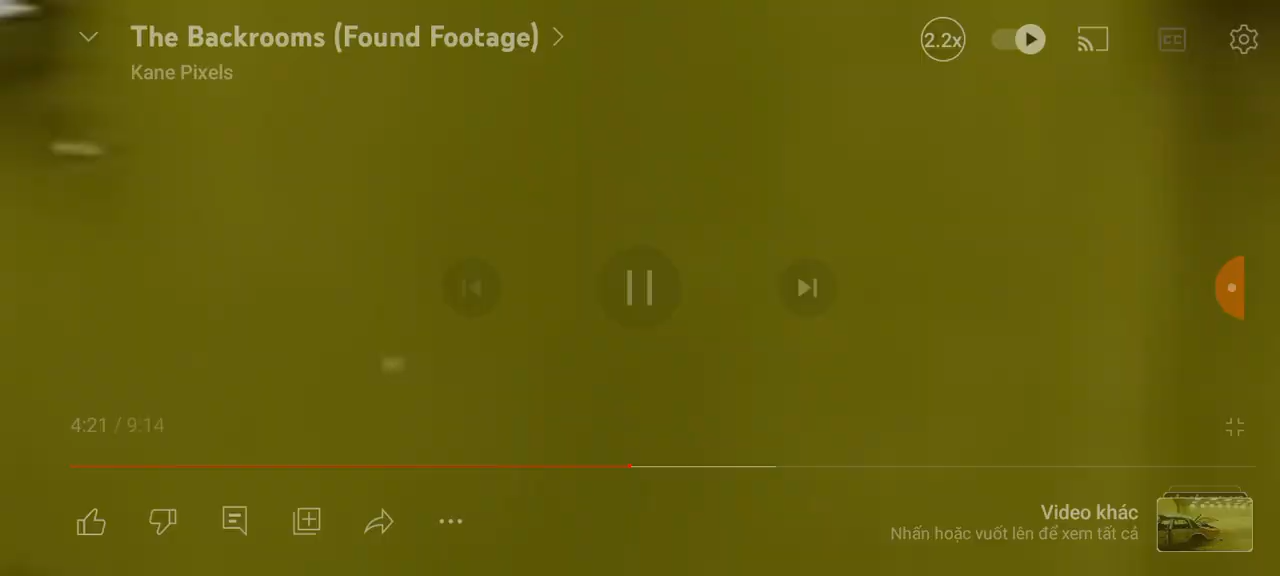 The Backrooms (Found Footage)
Kane Pixels
2.2x
CC
4:21 / 9:14
Video khác
Nhấn hoặc vuốt lên để xem tất cả